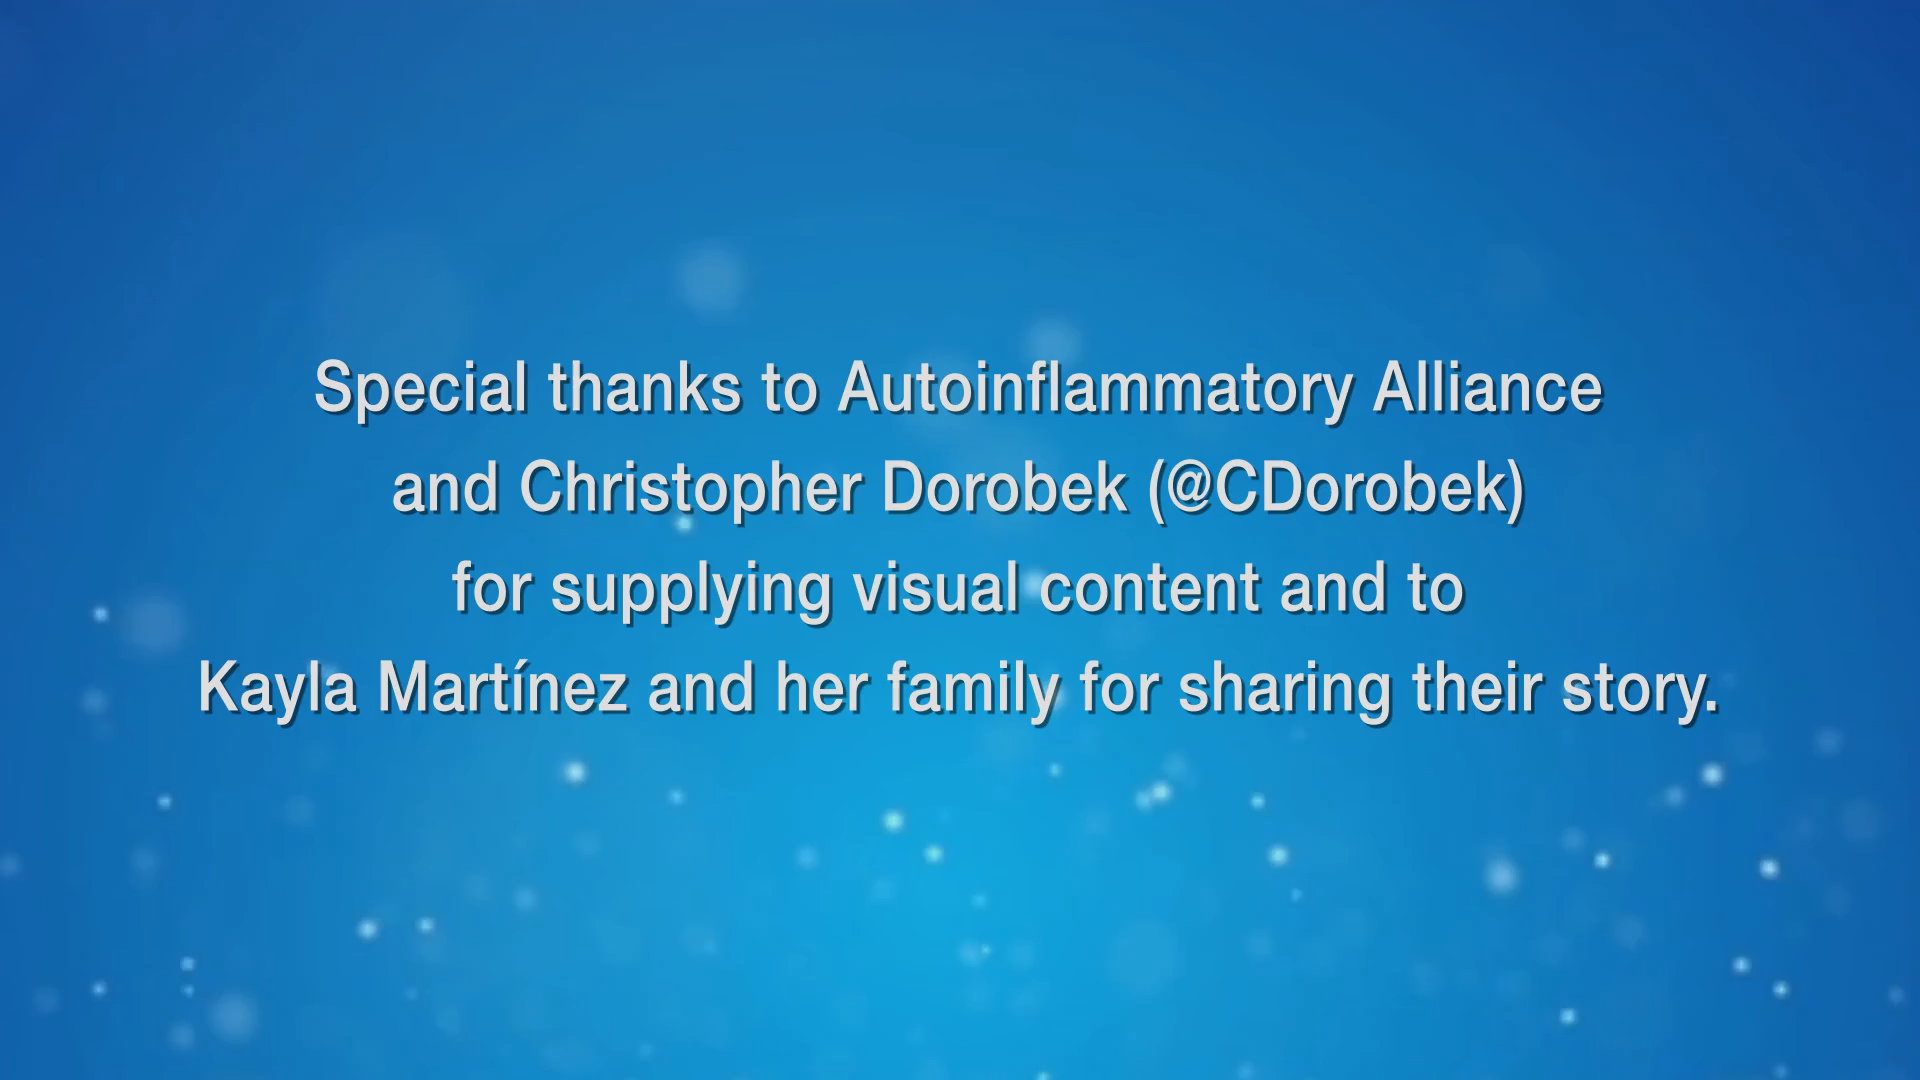 Special thanks to Autoinflammatory Alliance
and Christopher Dorobek (@CDorobek)
for supplying visual content and to
Kayla Martínez and her family for sharing their story.